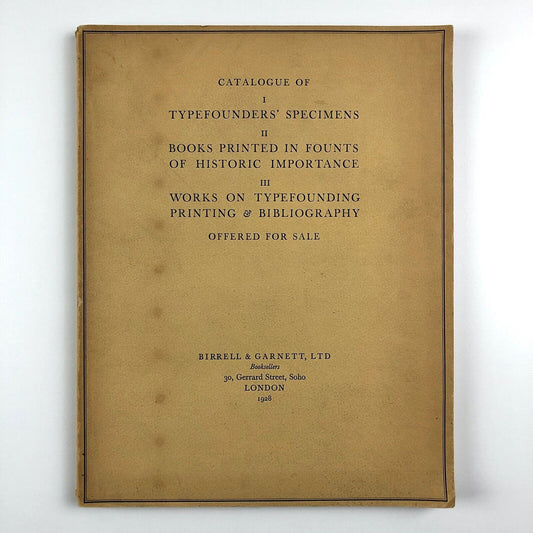 CATALOGUE OF
I
TYPEFOUNDERS' SPECIMENS
II
BOOKS PRINTED IN FOUNTS
OF HISTORIC IMPORTANCE
III
WORKS ON TYPEFOUNDING
PRINTING & BIBLIOGRAPHY
OFFERED FOR SALE
BIRRELL & GARNETT, LTD
Booksellers
30, Gerrard Street, Soho
LONDON
1928